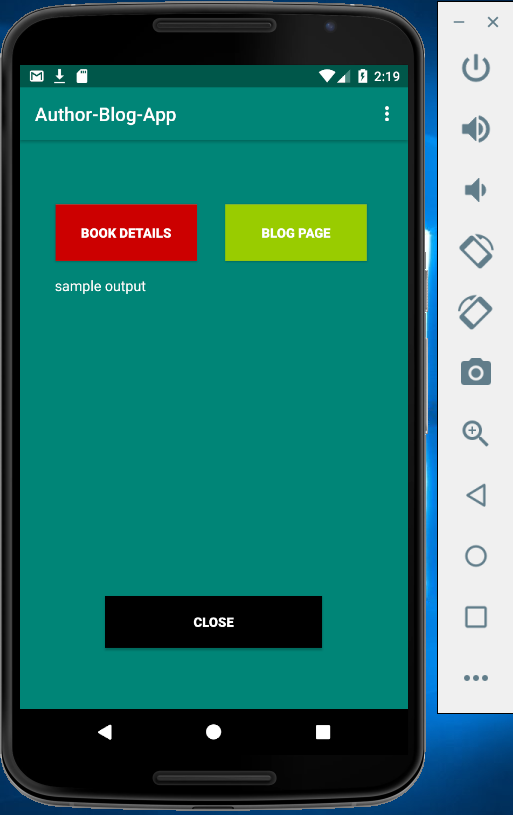 2:19
Author-Blog-App
BOOK DETAILS
BLOG PAGE
sample output
CLOSE